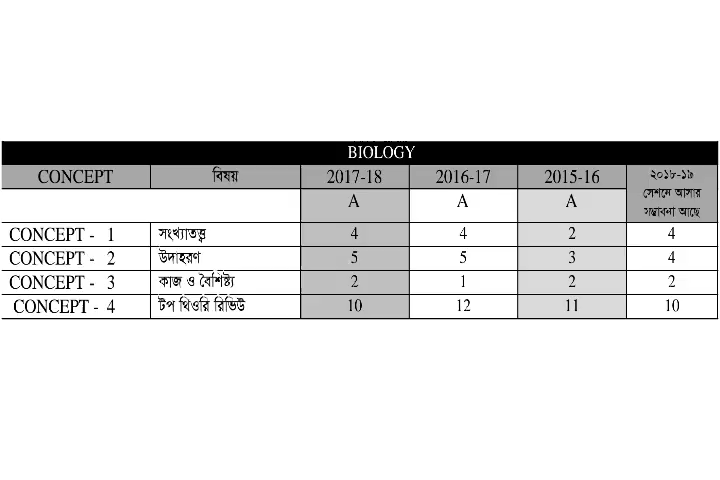 BIOLOGY
CONCEPT বিষয় 2017-18 2016-17 2015-16 ২০১৮-১৯ সেশনে আসার সম্ভাবনা আছে
A A A
CONCEPT - 1 সংখ্যাতত্ত্ব 4 4 2 4
CONCEPT - 2 উদাহরণ 5 5 3 4
CONCEPT - 3 কাজ ও বৈশিষ্ট্য 2 1 2 2
CONCEPT - 4 টপ থিওরি রিভিউ 10 12 11 10